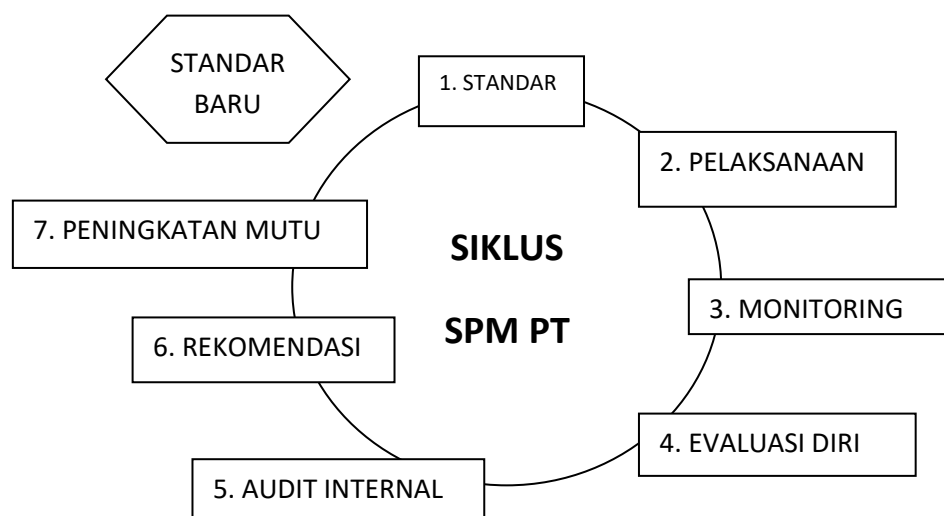 STANDAR
BARU
1. STANDAR
2. PELAKSANAAN
3. MONITORING
4. EVALUASI DIRI
5. AUDIT INTERNAL
6. REKOMENDASI
7. PENINGKATAN MUTU
SIKLUS
SPM PT